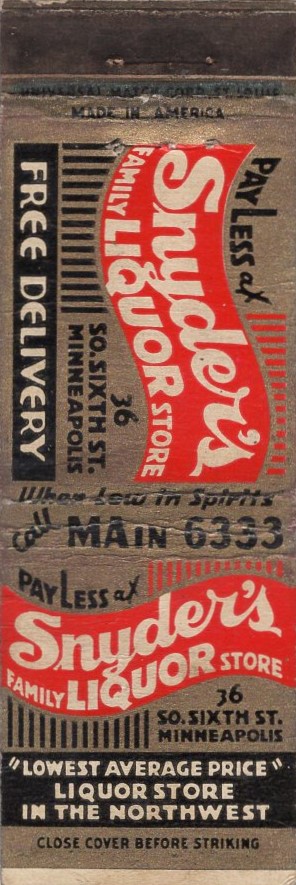 UNIVERSAL MATCH CORP. ST. LOUIS
MADE IN AMERICA
PAY LESS at
Snyder's
FAMILY LIQUOR STORE
36
SO. SIXTH ST.
MINNEAPOLIS
FREE DELIVERY
When Low in Spirits
Call MAIN 6333
PAY LESS at
Snyder's
FAMILY LIQUOR STORE
36
SO. SIXTH ST.
MINNEAPOLIS
"LOWEST AVERAGE PRICE"
LIQUOR STORE
IN THE NORTHWEST
CLOSE COVER BEFORE STRIKING